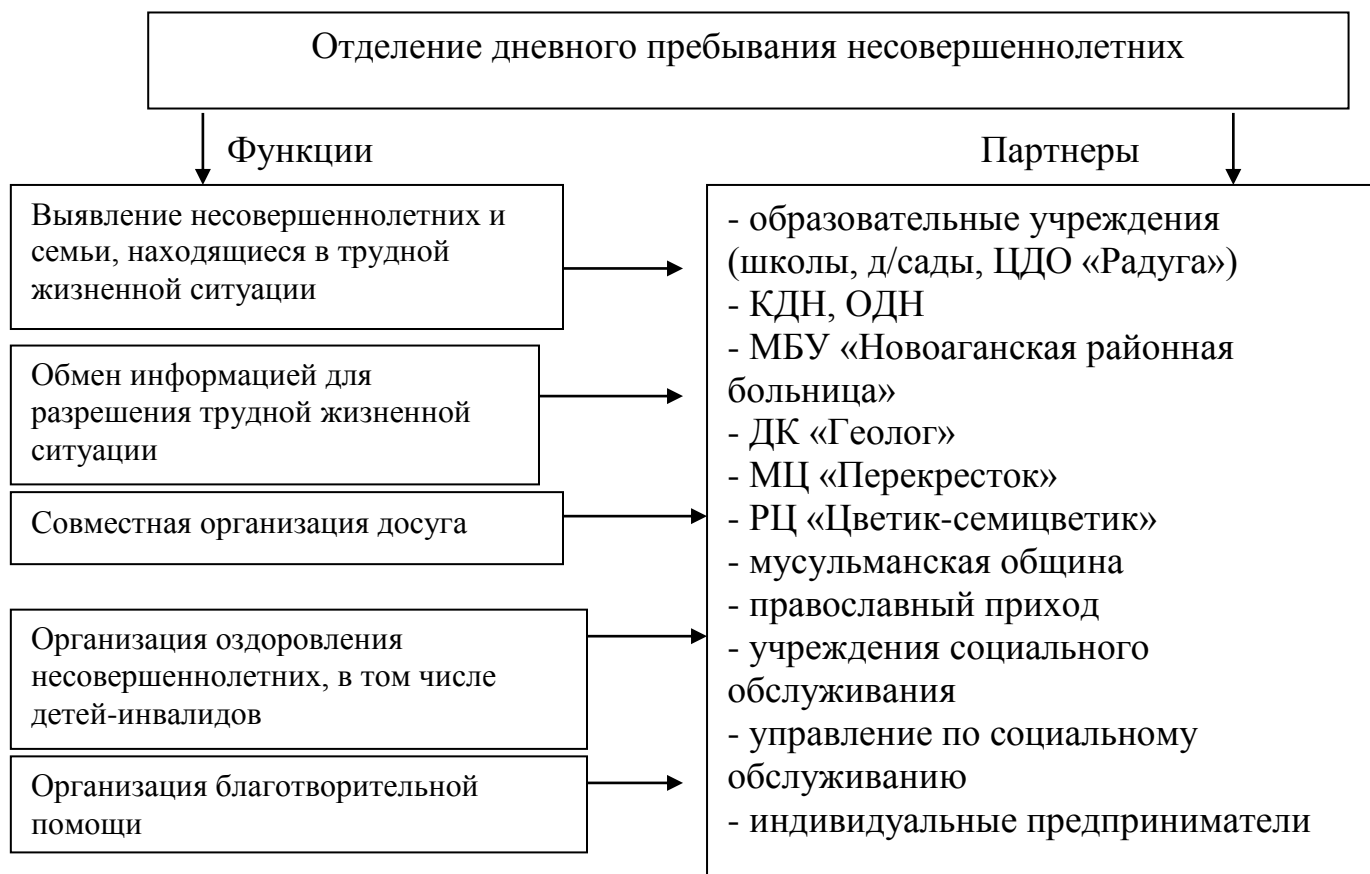 Отделение дневного пребывания несовершеннолетних
Функции
Партнеры
Выявление несовершеннолетних и
семьи, находящиеся в трудной
жизненной ситуации
Обмен информацией для
разрешения трудной жизненной
ситуации
Совместная организация досуга
Организация оздоровления
несовершеннолетних, в том числе
детей-инвалидов
Организация благотворительной
помощи
- образовательные учреждения
(школы, д/сады, ЦДО «Радуга»)
- КДН, ОДН
- МБУ «Новоаганская районная
больница»
- ДК «Геолог»
- МЦ «Перекресток»
- РЦ «Цветик-семицветик»
- мусульманская община
- православный приход
- учреждения социального
обслуживания
- управление по социальному
обслуживанию
- индивидуальные предприниматели